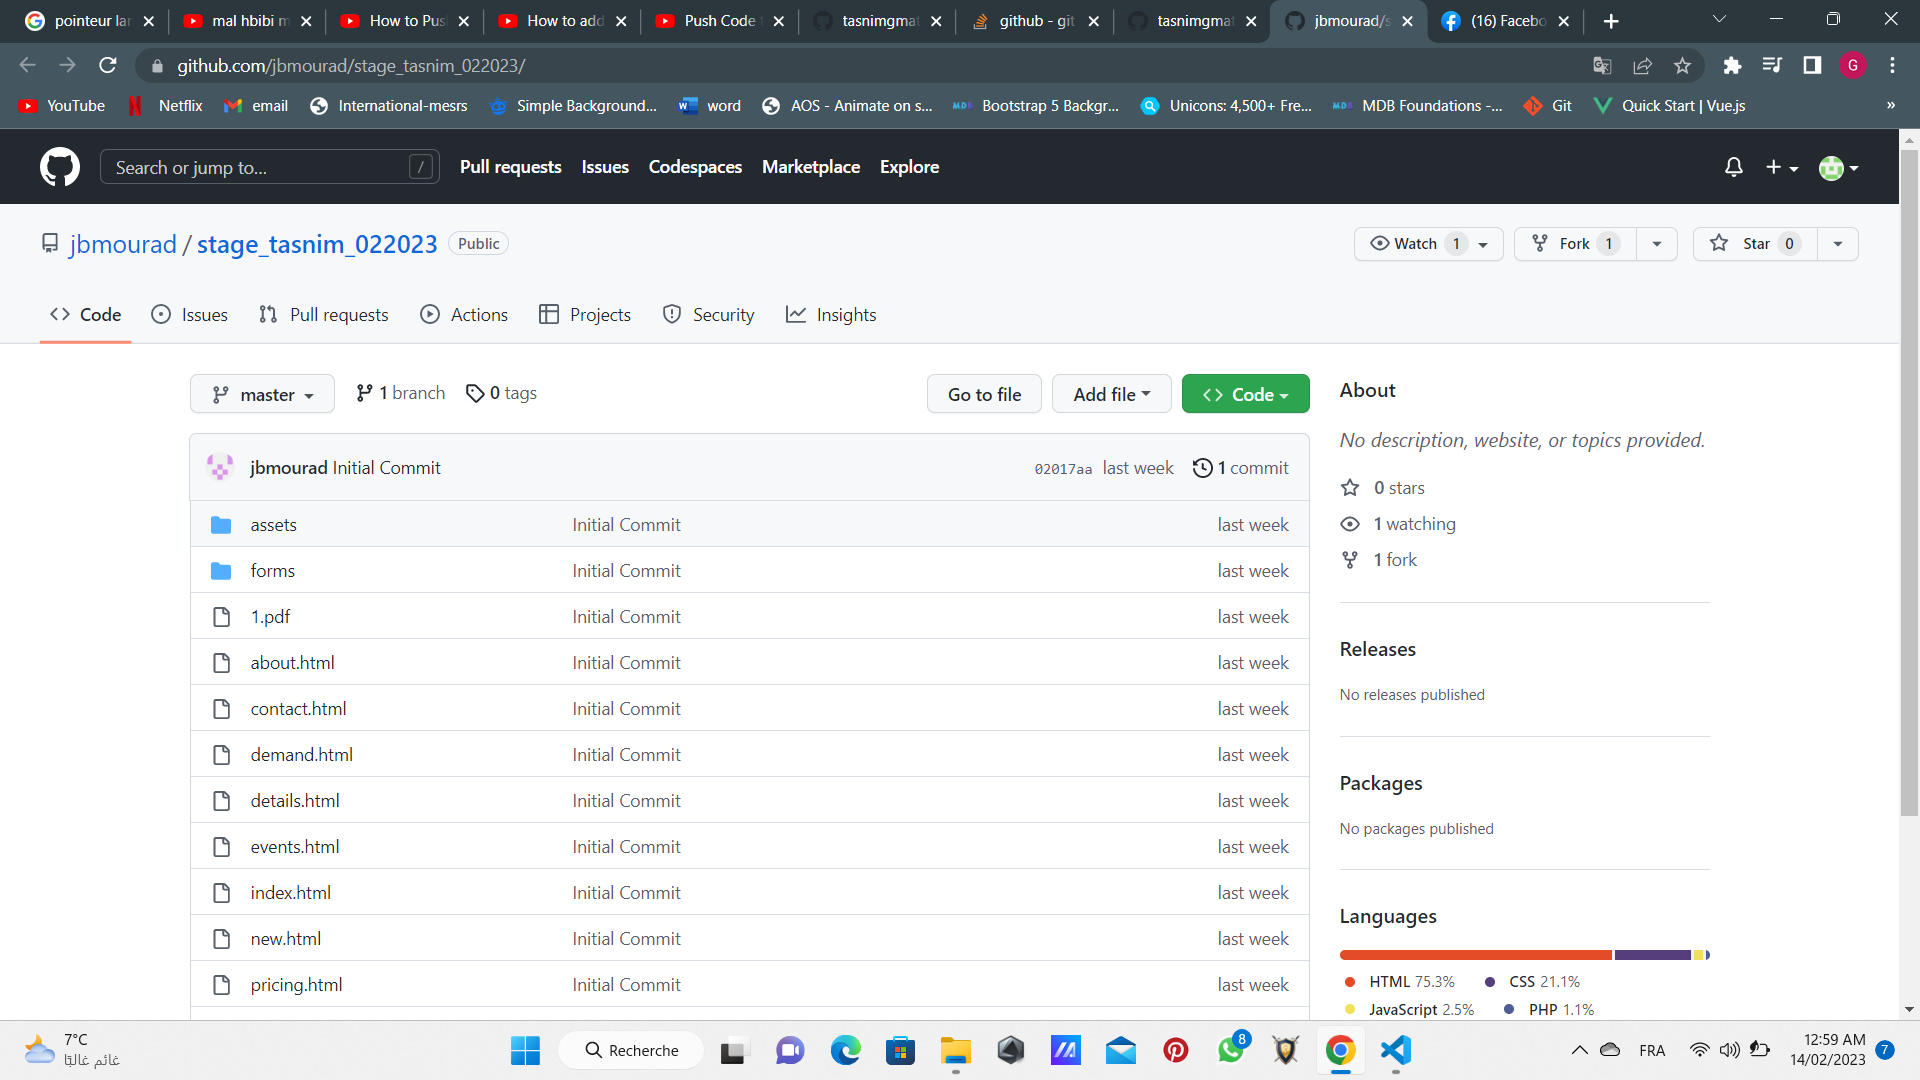 pointeur lar
mal hbibi m
How to Pus
How to add
Push Code t
tasnimgmat
github - git
tasnimgmat
jbmourad/s
(16) Facebo
github.com/jbmourad/stage_tasnim_022023/
G
YouTube
Netflix
email
International-mesrs
Simple Background...
word
AOS - Animate on s...
Bootstrap 5 Backgr...
Unicons: 4,500+ Fre...
MDB Foundations -...
Git
Quick Start | Vue.js
»
Search or jump to...
/
Pull requests
Issues
Codespaces
Marketplace
Explore
jbmourad / stage_tasnim_022023
Public
Watch 1
Fork 1
Star 0
Code
Issues
Pull requests
Actions
Projects
Security
Insights
master
1 branch
0 tags
Go to file
Add file
Code
jbmourad Initial Commit
02017aa last week
1 commit
assets Initial Commit last week
forms Initial Commit last week
1.pdf Initial Commit last week
about.html Initial Commit last week
contact.html Initial Commit last week
demand.html Initial Commit last week
details.html Initial Commit last week
events.html Initial Commit last week
index.html Initial Commit last week
new.html Initial Commit last week
pricing.html Initial Commit last week
About
No description, website, or topics provided.
0 stars
1 watching
1 fork
Releases
No releases published
Packages
No packages published
Languages
HTML 75.3%
CSS 21.1%
JavaScript 2.5%
PHP 1.1%
7°C
غائم غالبًا
Recherche
8
FRA
12:59 AM
14/02/2023
7